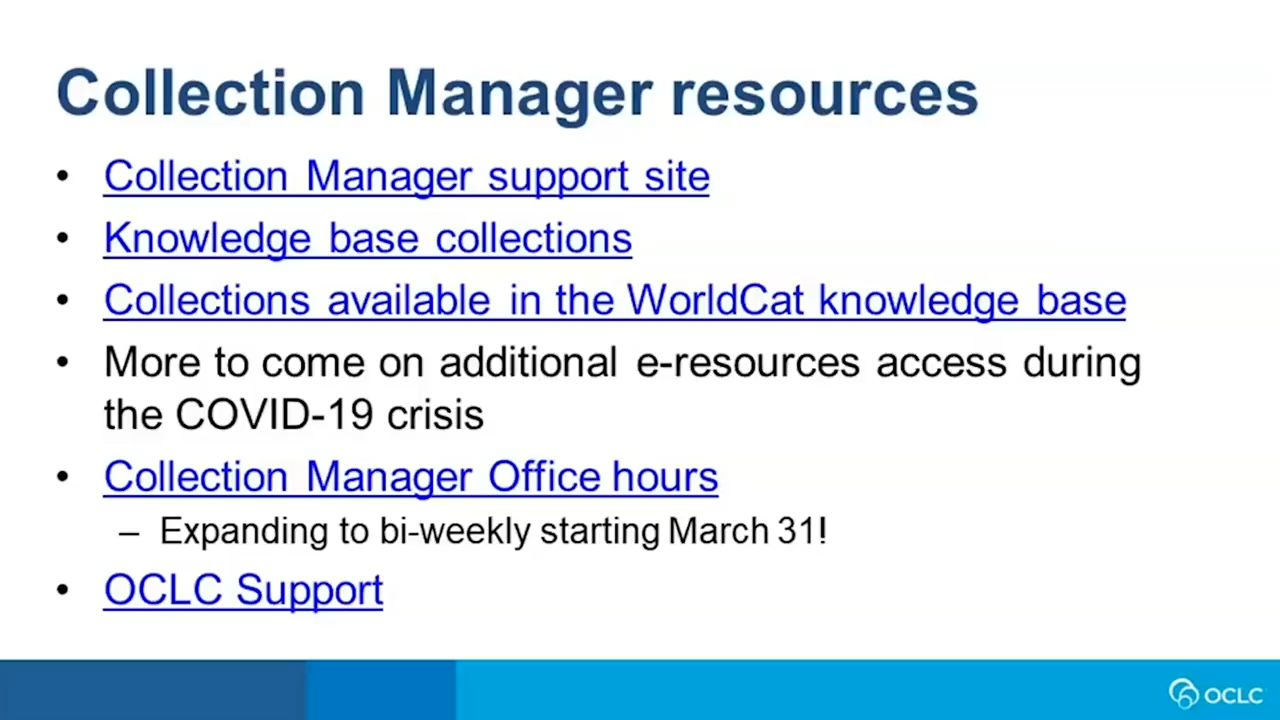 Collection Manager resources
• Collection Manager support site
• Knowledge base collections
• Collections available in the WorldCat knowledge base
• More to come on additional e-resources access during
the COVID-19 crisis
• Collection Manager Office hours
– Expanding to bi-weekly starting March 31!
• OCLC Support
OCLC